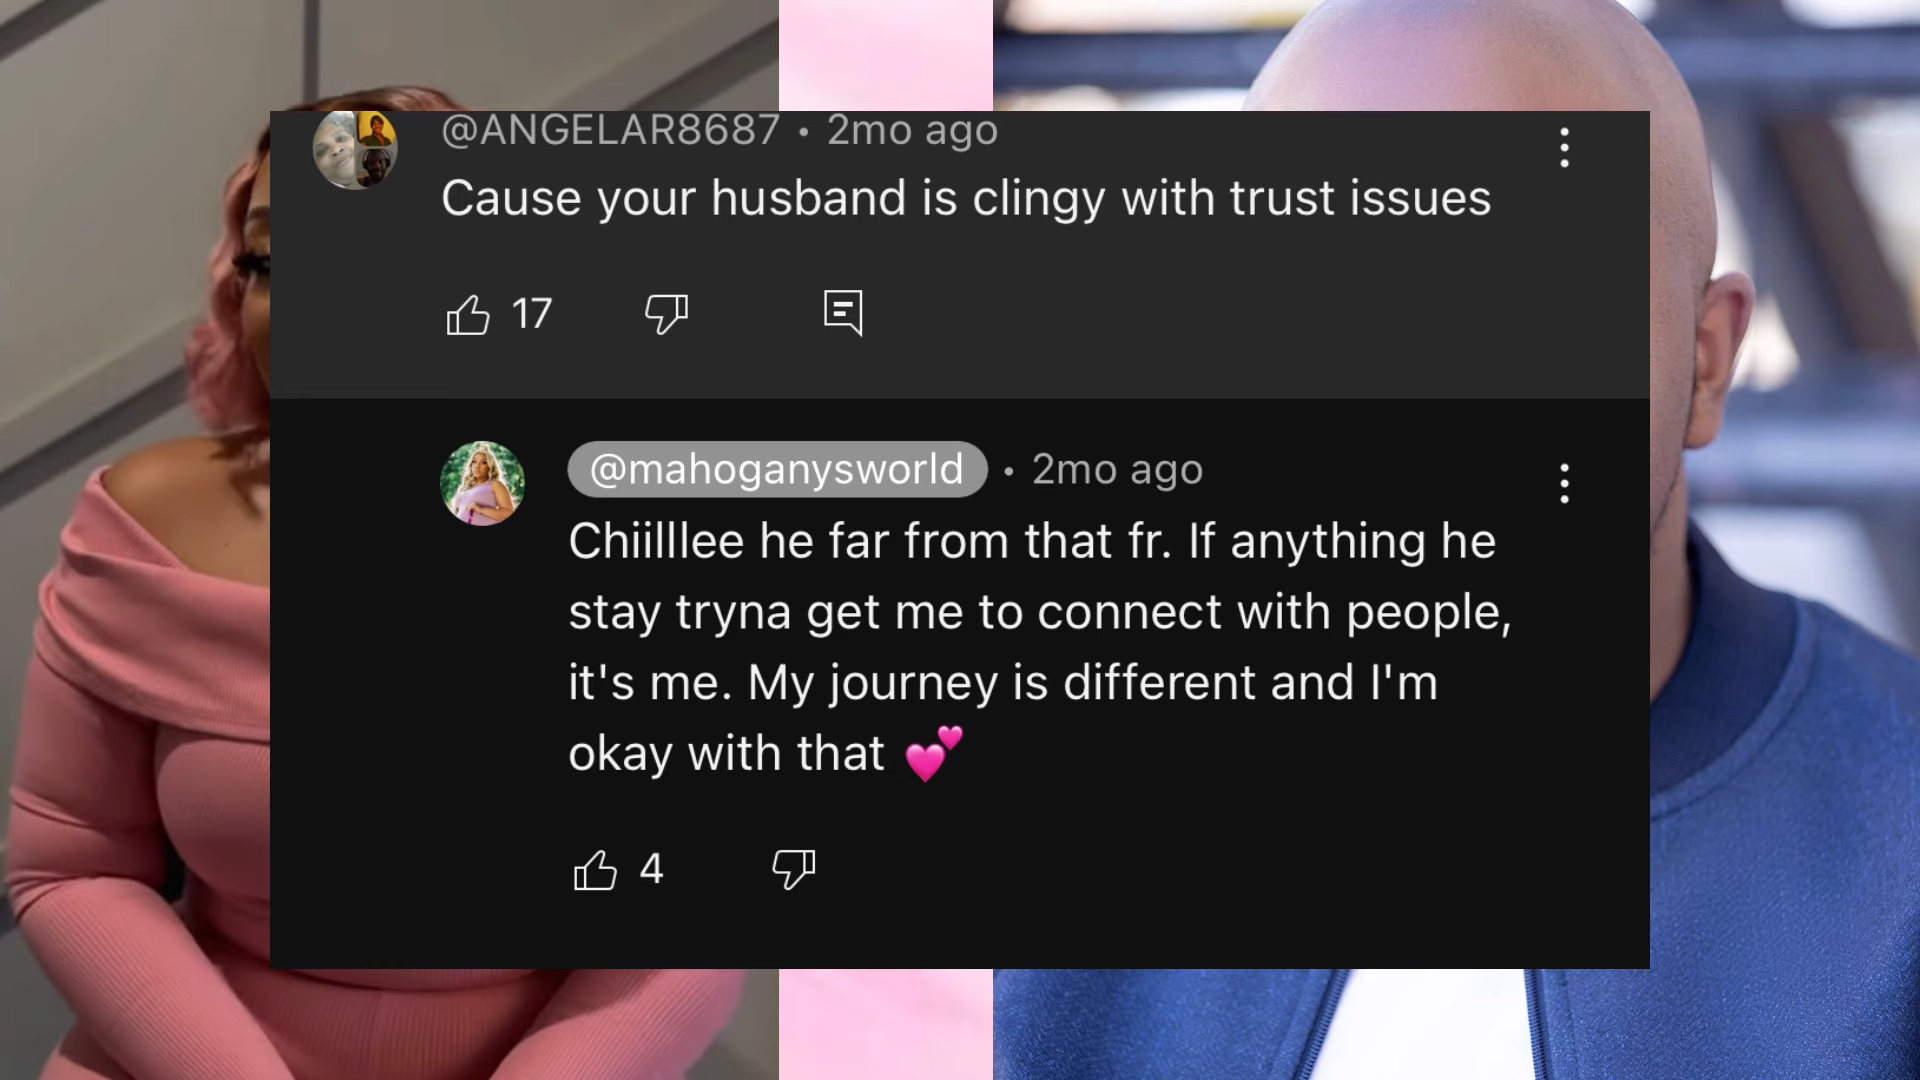 @ANGELAR8687 • 2mo ago
Cause your husband is clingy with trust issues
17
@mahoganysworld • 2mo ago
Chiilllee he far from that fr. If anything he
stay tryna get me to connect with people,
it's me. My journey is different and I'm
okay with that 💕
4